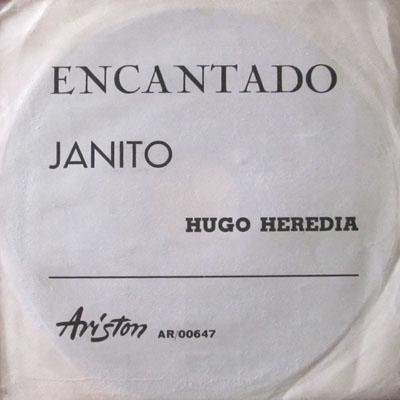 ENCANTADO
JANITO
HUGO HEREDIA
Ariston AR/00647